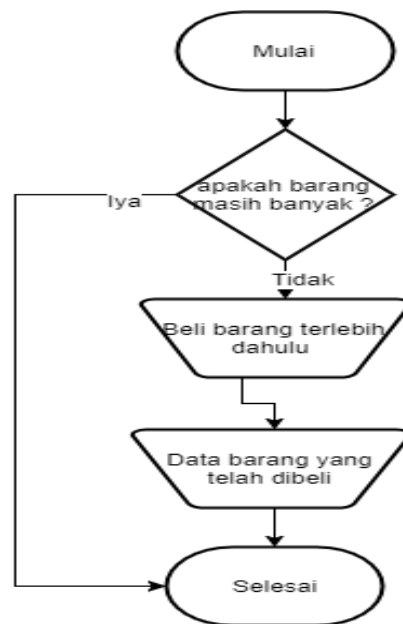 Mulai
apakah barang
masih banyak ?
Iya
Tidak
Beli barang terlebih
dahulu
Data barang yang
telah dibeli
Selesai